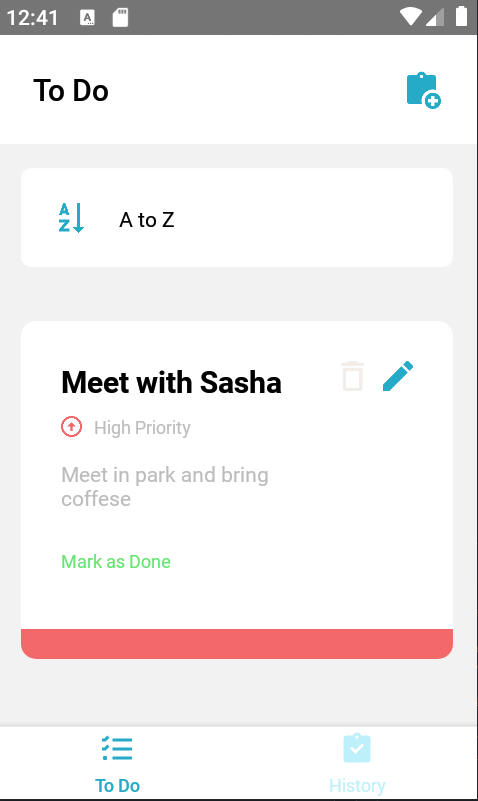 12:41
To Do
A to Z
Meet with Sasha
High Priority
Meet in park and bring
coffese
Mark as Done
To Do
History